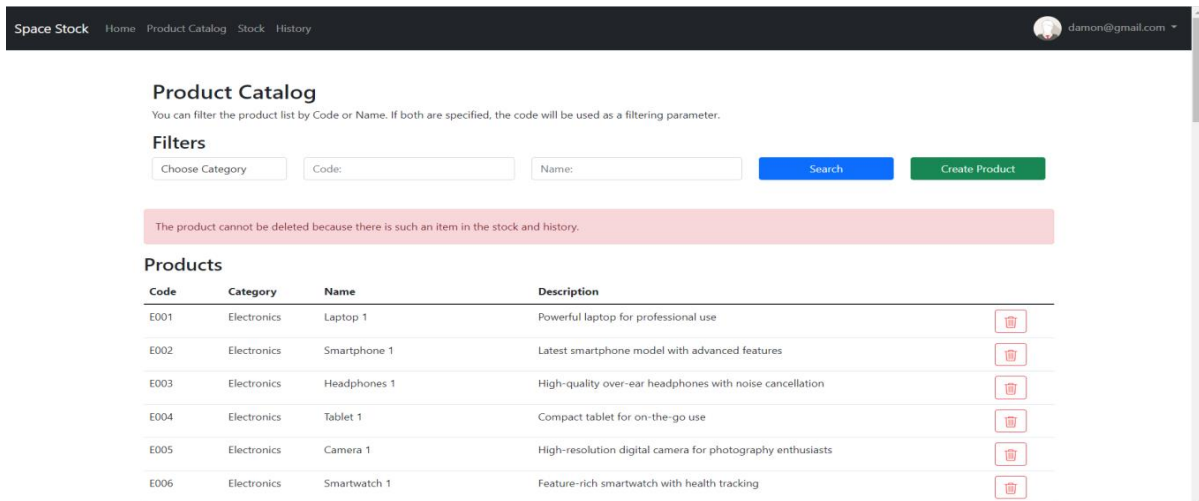 Space Stock Home Product Catalog Stock History damon@gmail.com
Product Catalog
You can filter the product list by Code or Name. If both are specified, the code will be used as a filtering parameter.
Filters
Choose Category Code: Name: Search Create Product
The product cannot be deleted because there is such an item in the stock and history.
Products
Code Category Name Description
E001 Electronics Laptop 1 Powerful laptop for professional use
E002 Electronics Smartphone 1 Latest smartphone model with advanced features
E003 Electronics Headphones 1 High-quality over-ear headphones with noise cancellation
E004 Electronics Tablet 1 Compact tablet for on-the-go use
E005 Electronics Camera 1 High-resolution digital camera for photography enthusiasts
E006 Electronics Smartwatch 1 Feature-rich smartwatch with health tracking